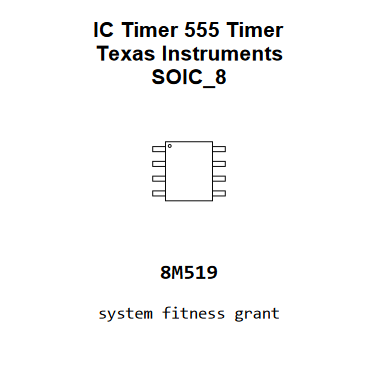 IC Timer 555 Timer
Texas Instruments
SOIC_8
8M519
system fitness grant